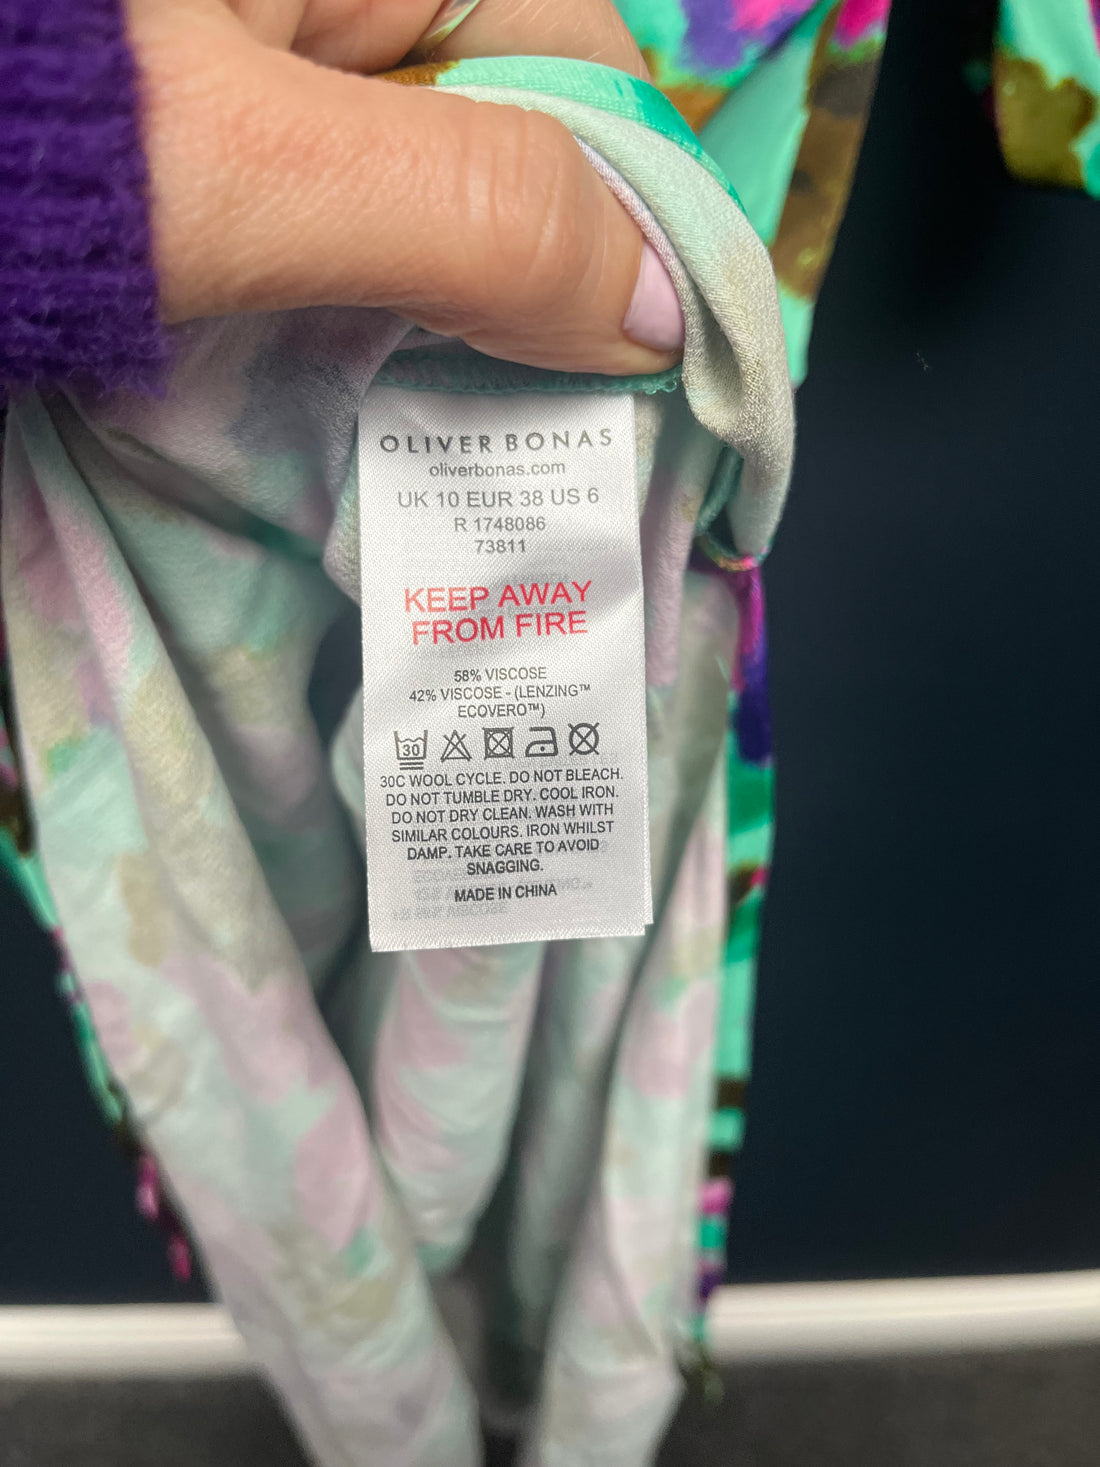 OLIVER BONAS
oliverbonas.com
UK 10 EUR 38 US 6
R 1748086
73811
KEEP AWAY
FROM FIRE
58% VISCOSE
42% VISCOSE - (LENZING™
ECOVERO™)
30
30C WOOL CYCLE. DO NOT BLEACH.
DO NOT TUMBLE DRY. COOL IRON.
DO NOT DRY CLEAN. WASH WITH
SIMILAR COLOURS. IRON WHILST
DAMP. TAKE CARE TO AVOID
SNAGGING.
MADE IN CHINA